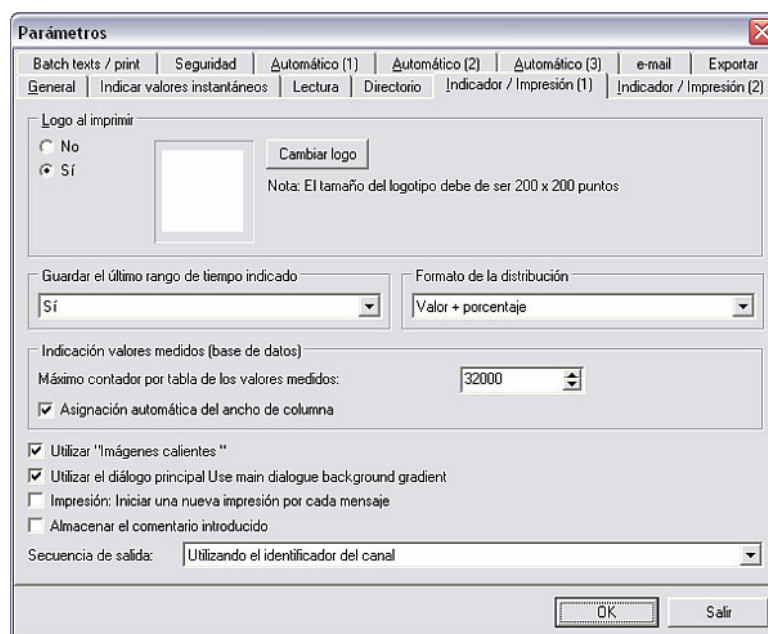 Parámetros
Batch texts / print Seguridad Automático (1) Automático (2) Automático (3) e-mail Exportar
General Indicar valores instantáneos Lectura Directorio Indicador / Impresión (1) Indicador / Impresión (2)
Logo al imprimir
No
Sí
Cambiar logo
Nota: El tamaño del logotipo debe de ser 200 x 200 puntos
Guardar el último rango de tiempo indicado Formato de la distribución
Sí Valor + porcentaje
Indicación valores medidos (base de datos)
Máximo contador por tabla de los valores medidos: 32000
Asignación automática del ancho de columna
Utilizar "Imágenes calientes "
Utilizar el diálogo principal Use main dialogue background gradient
Impresión: Iniciar una nueva impresión por cada mensaje
Almacenar el comentario introducido
Secuencia de salida: Utilizando el identificador del canal
OK Salir